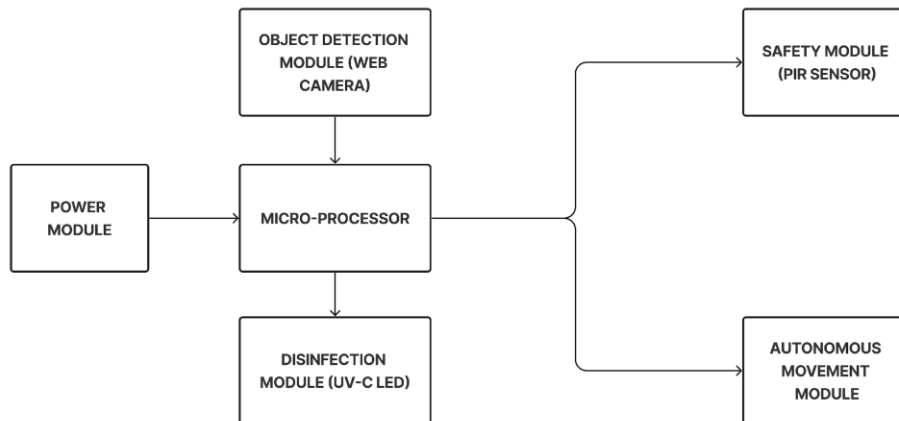 OBJECT DETECTION
MODULE (WEB
CAMERA)
SAFETY MODULE
(PIR SENSOR)
POWER
MODULE
MICRO-PROCESSOR
DISINFECTION
MODULE (UV-C LED)
AUTONOMOUS
MOVEMENT
MODULE